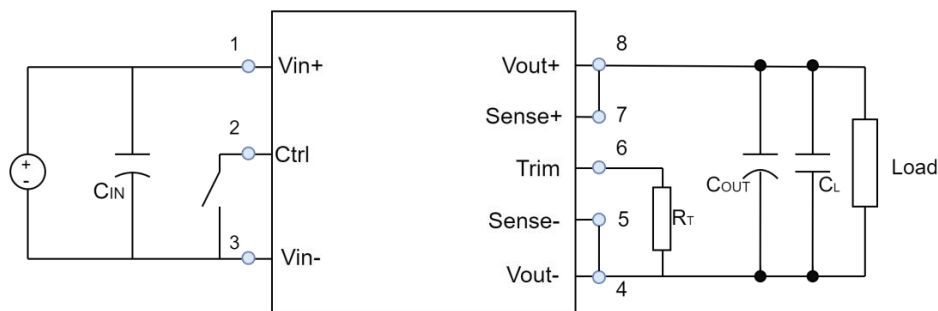 1
Vin+
2
Ctrl
3
Vin-
+
-
CIN
Vout+
8
Sense+
7
Trim
6
Sense-
5
Vout-
4
RT
COUT
CL
Load